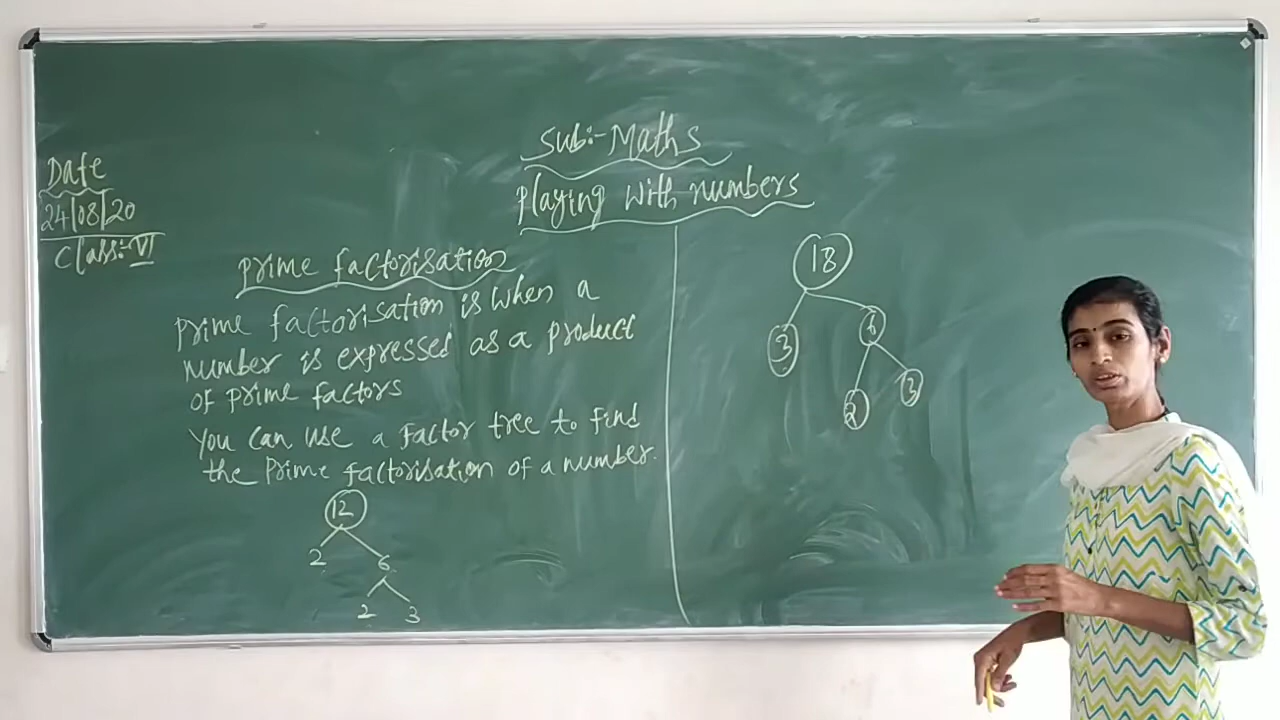 Date
24/08/20
Class:- VI
Sub:- Maths
Playing with numbers
Prime factorisation
Prime factorisation is when a
number is expressed as a product
of prime factors
You can use a factor tree to find
the prime factorisation of a number.
12
2 6
2 3
18
3 6
2 3